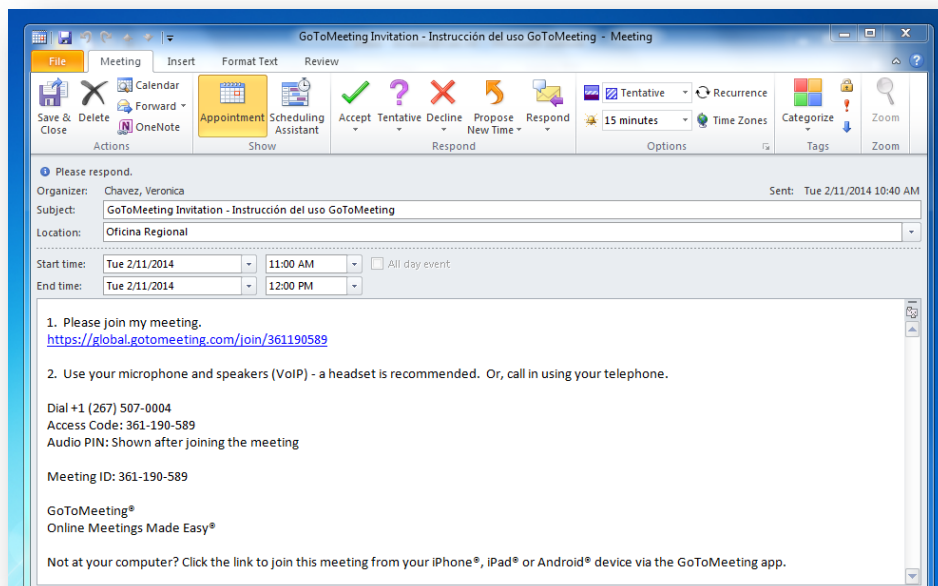 GoToMeeting Invitation - Instrucción del uso GoToMeeting - Meeting
File Meeting Insert Format Text Review
Save & Close
Delete
Calendar
Forward
OneNote
Actions
Appointment
Scheduling Assistant
Show
Accept
Tentative
Decline
Propose New Time
Respond
Respond
Tentative
Recurrence
15 minutes
Time Zones
Options
Categorize
Tags
Zoom
Zoom
Please respond.
Organizer: Chavez, Veronica Sent: Tue 2/11/2014 10:40 AM
Subject: GoToMeeting Invitation - Instrucción del uso GoToMeeting
Location: Oficina Regional
Start time: Tue 2/11/2014 11:00 AM All day event
End time: Tue 2/11/2014 12:00 PM
1. Please join my meeting.
https://global.gotomeeting.com/join/361190589
2. Use your microphone and speakers (VoIP) - a headset is recommended. Or, call in using your telephone.
Dial +1 (267) 507-0004
Access Code: 361-190-589
Audio PIN: Shown after joining the meeting
Meeting ID: 361-190-589
GoToMeeting®
Online Meetings Made Easy®
Not at your computer? Click the link to join this meeting from your iPhone®, iPad® or Android® device via the GoToMeeting app.